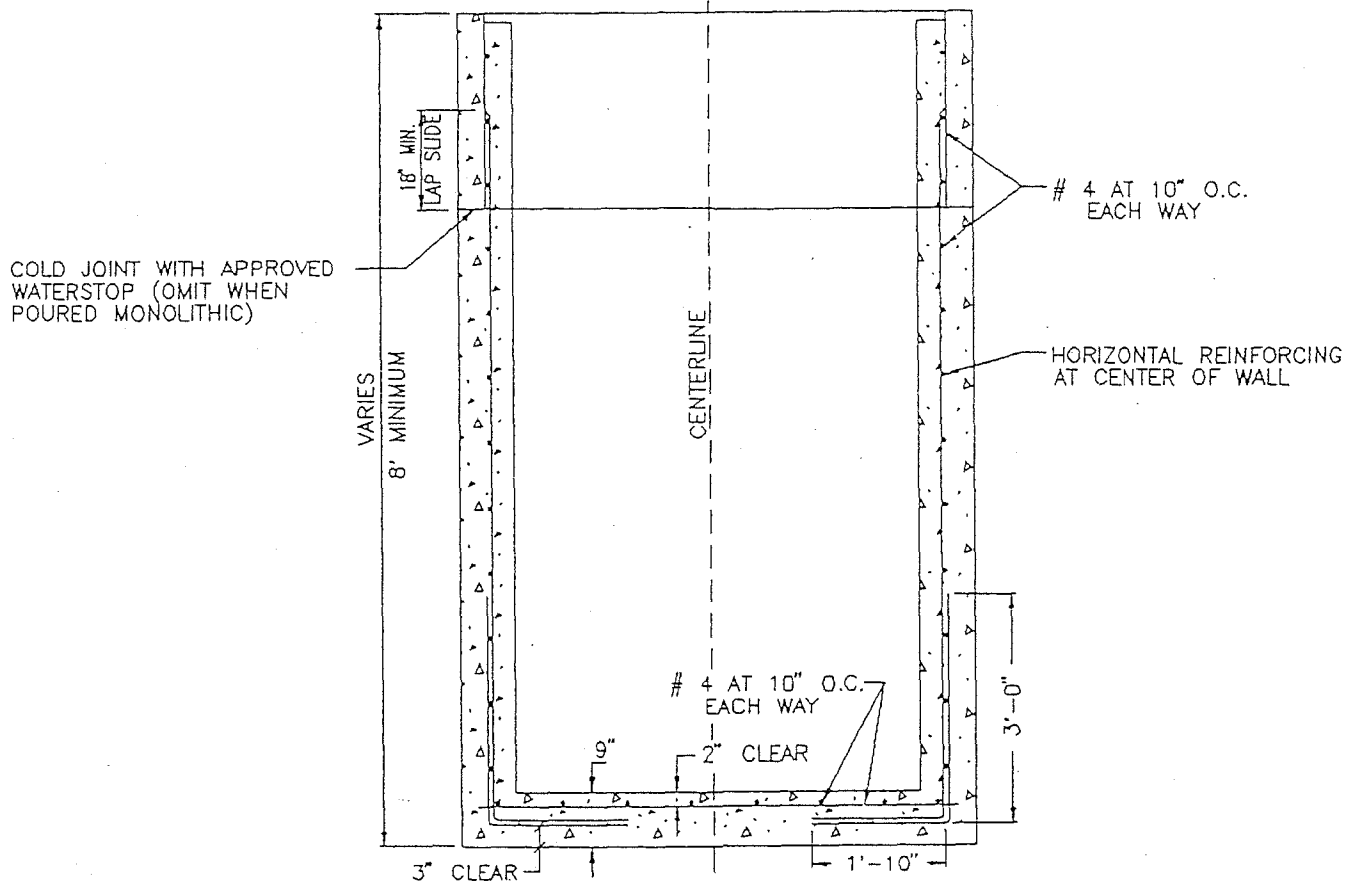 18" MIN.
LAP SLIDE
# 4 AT 10" O.C.
EACH WAY
COLD JOINT WITH APPROVED
WATERSTOP (OMIT WHEN
POURED MONOLITHIC)
VARIES
8' MINIMUM
CENTERLINE
HORIZONTAL REINFORCING
AT CENTER OF WALL
# 4 AT 10" O.C.
EACH WAY
3'-0"
9"
2" CLEAR
3" CLEAR
1'-10"